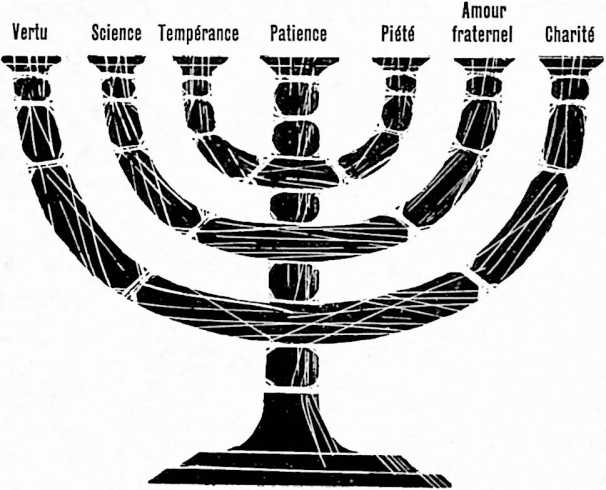 Vertu
Science
Tempérance
Patience
Piété
Amour
fraternel
Charité